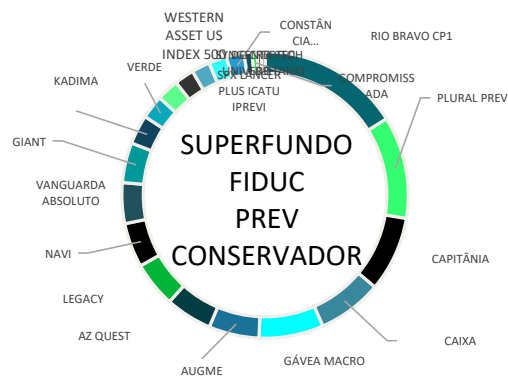 WESTERN
ASSET US
INDEX 500
CONSTÂN
CIA...
RIO BRAVO CP1
COMPROMISS
ADA
PLURAL PREV
CAPITÂNIA
CAIXA
GÁVEA MACRO
AUGME
AZ QUEST
LEGACY
NAVI
VANGUARDA
ABSOLUTO
GIANT
KADIMA
VERDE
SPX LANCER
PLUS ICATU
IPREVI
SUPERFUNDO
FIDUC
PREV
CONSERVADOR